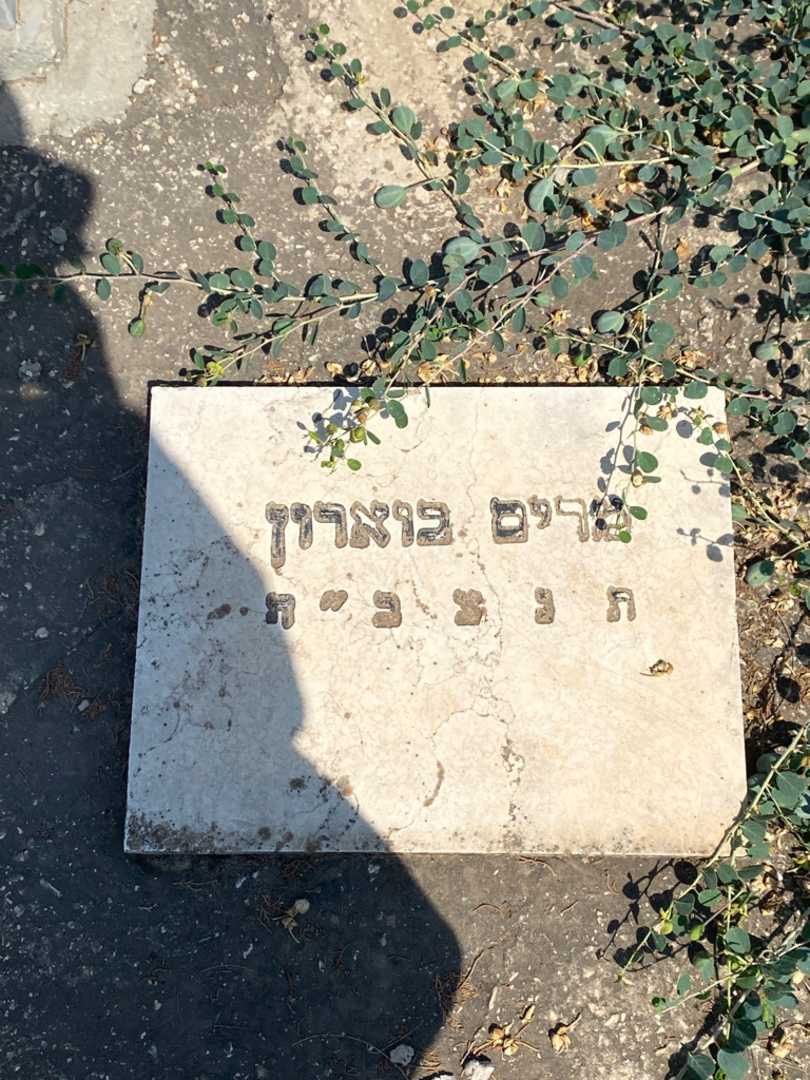 מרים בוארון
ת נ צ ב " ה